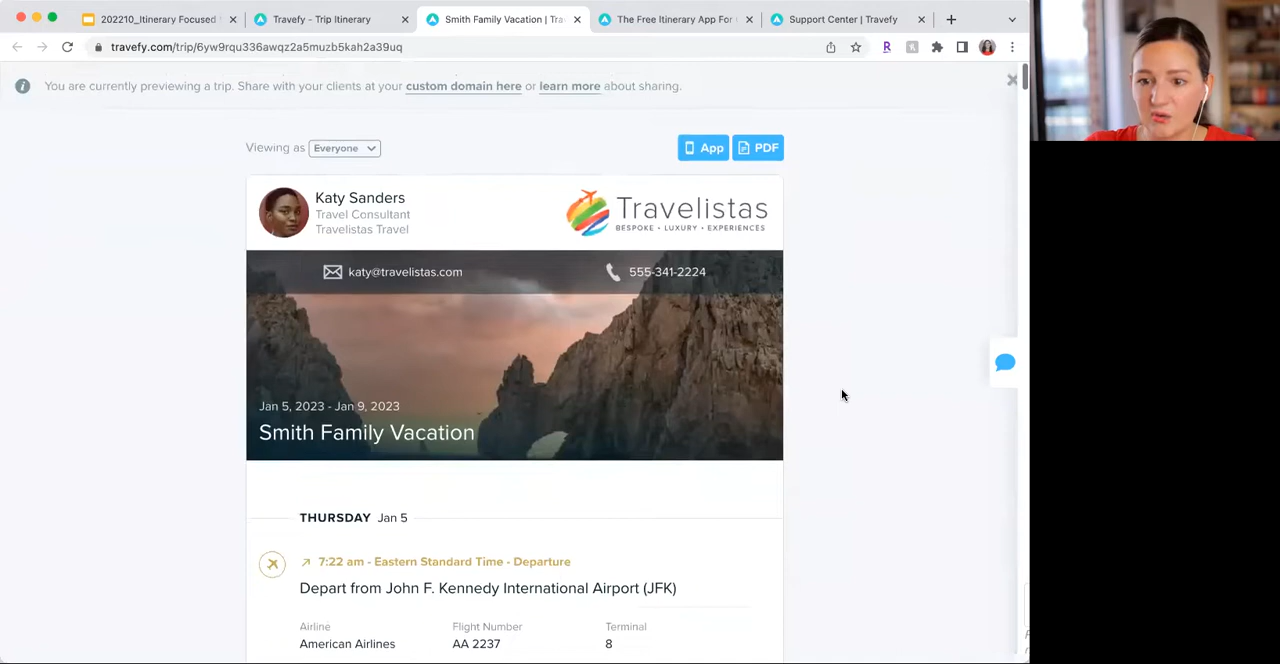 202210_Itinerary Focused
Travefy - Trip Itinerary
Smith Family Vacation | Tra
The Free Itinerary App For
Support Center | Travefy
travefy.com/trip/6yw9rqu336awqz2a5muzb5kah2a39uq
R
i You are currently previewing a trip. Share with your clients at your custom domain here or learn more about sharing.
Viewing as Everyone
App
PDF
Katy Sanders
Travel Consultant
Travelistas Travel
Travelistas
BESPOKE • LUXURY • EXPERIENCES
katy@travelistas.com
555-341-2224
Jan 5, 2023 - Jan 9, 2023
Smith Family Vacation
THURSDAY Jan 5
7:22 am - Eastern Standard Time - Departure
Depart from John F. Kennedy International Airport (JFK)
Airline Flight Number Terminal
American Airlines AA 2237 8